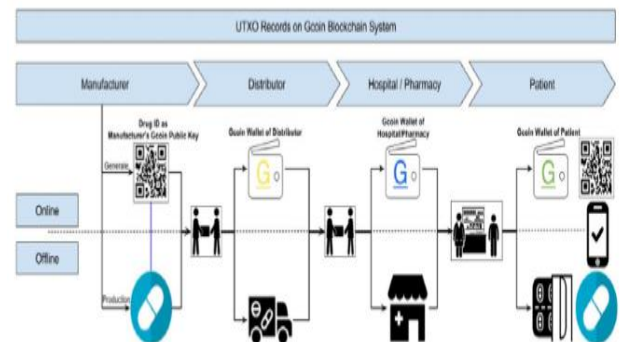 UTXO Records on Gcoin Blockchain System
Manufacturer
Distributor
Hospital / Pharmacy
Patient
Drug ID as
Manufacturer's Gcoin Public Key
Gcoin Wallet of Distributor
Gcoin Wallet of
Hospital/Pharmacy
Gcoin Wallet of Patient
Generate
G
G
G
Online
Offline
Production